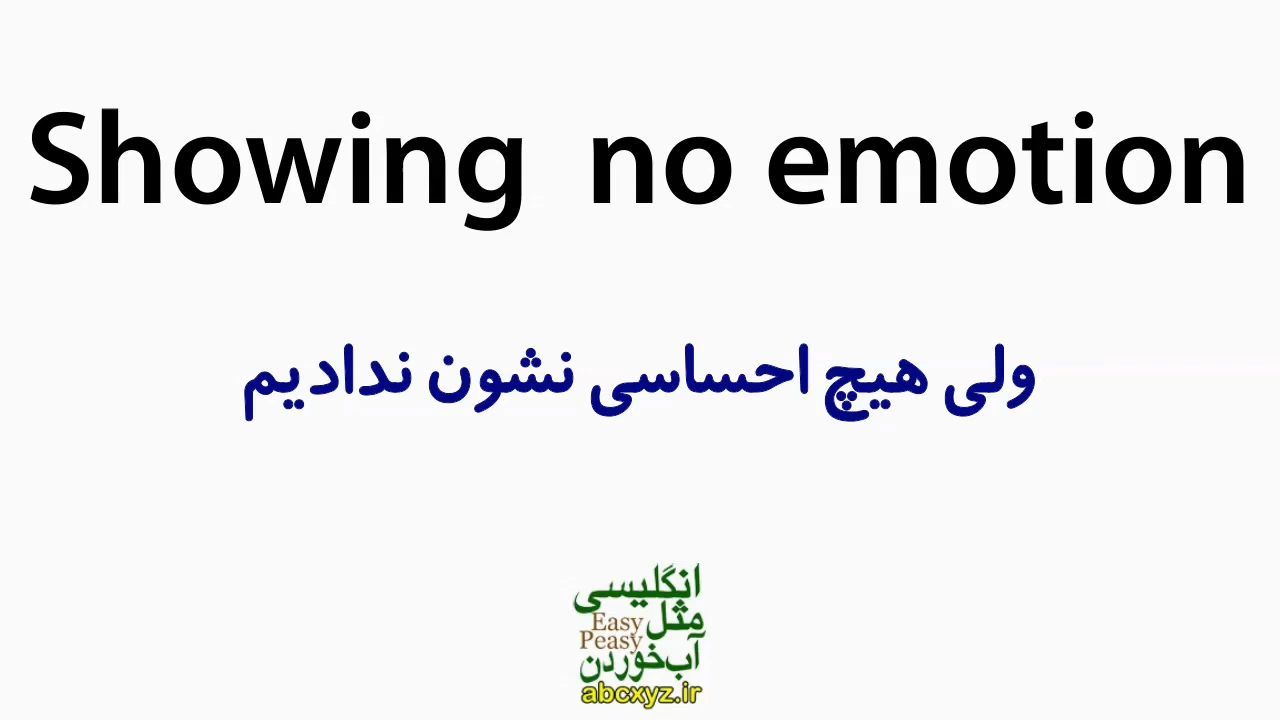 Showing no emotion
ولی هیچ احساسی نشون ندادیم
انگلیسی
مثل
Easy
Peasy
آب‌خوردن
abcxyz.ir